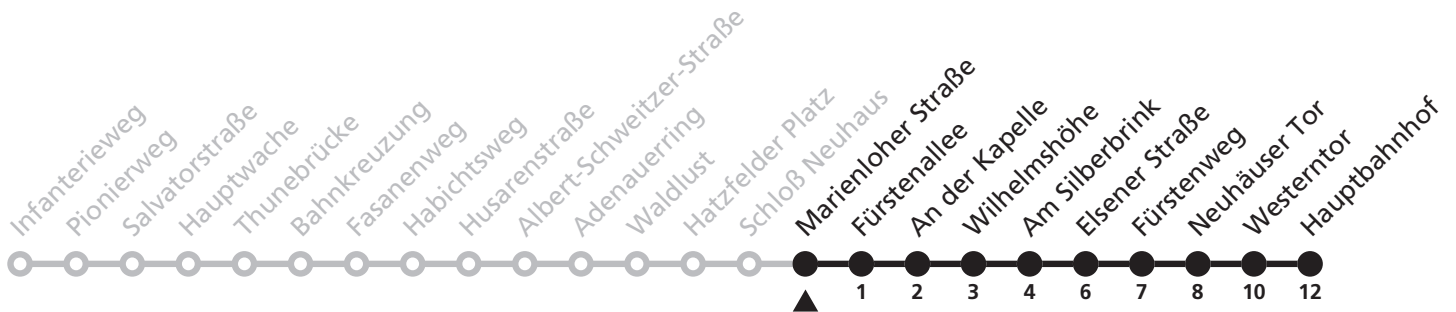 Infanterieweg
Pionierweg
Salvatorstraße
Hauptwache
Thunebrücke
Bahnkreuzung
Fasanenweg
Habichtsweg
Husarenstraße
Albert-Schweitzer-Straße
Adenauerring
Waldlust
Hatzfelder Platz
Schloß Neuhaus
Marienloher Straße
Fürstenallee
An der Kapelle
Wilhelmshöhe
Am Silberbrink
Elsener Straße
Fürstenweg
Neuhäuser Tor
Westerntor
Hauptbahnhof
1 2 3 4 6 7 8 10 12